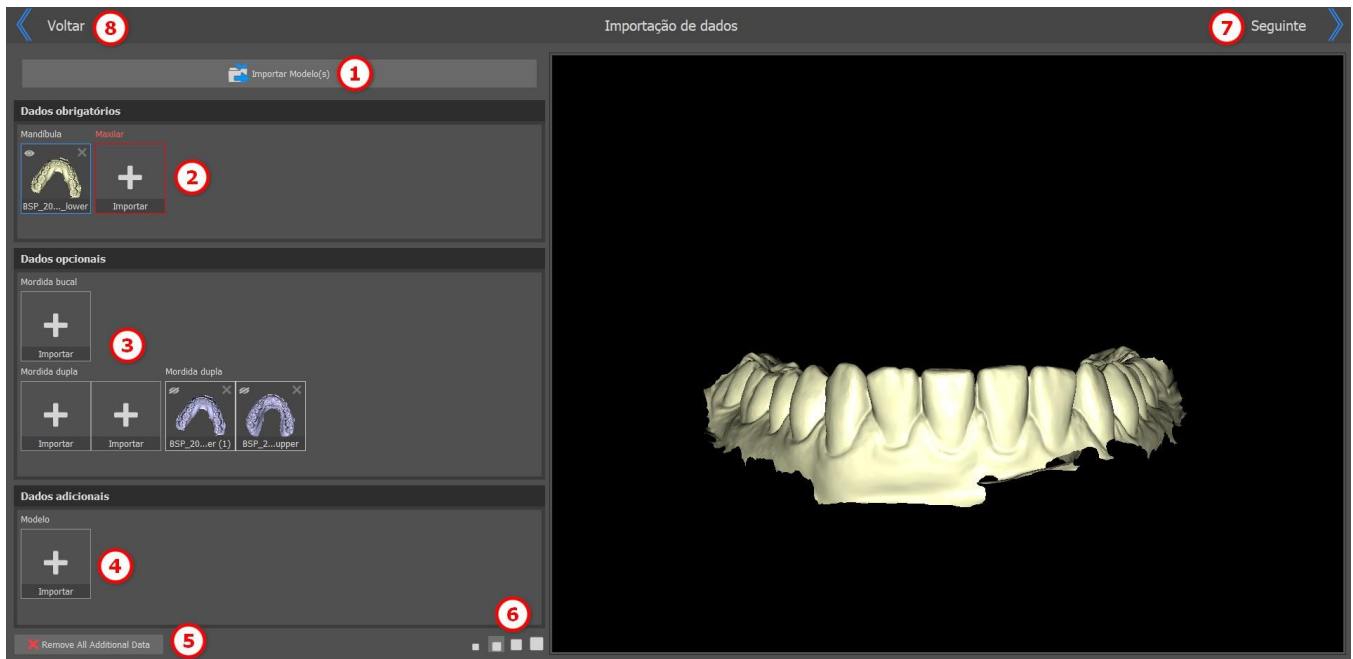 Voltar 8 Importação de dados 7 Seguinte
Importar Modelo(s) 1
Dados obrigatórios
Mandíbula Maxilar
2
BSP_20..._lower Importar
Dados opcionais
Mordida bucal
3
Importar
Mordida dupla Mordida dupla
Importar Importar BSP_20...er (1) BSP_2...upper
Dados adicionais
Modelo
4
Importar
6
Remove All Additional Data 5